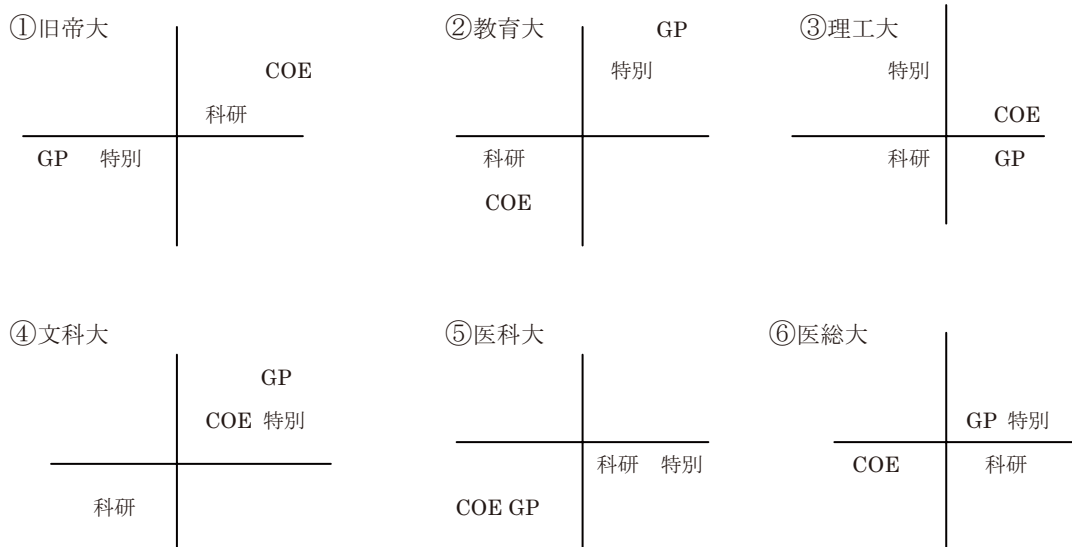 ①旧帝大
COE
科研
GP 特別
②教育大
GP
特別
科研
COE
③理工大
特別
COE
科研 GP
④文科大
GP
COE 特別
科研
⑤医科大
科研 特別
COE GP
⑥医総大
GP 特別
COE 科研